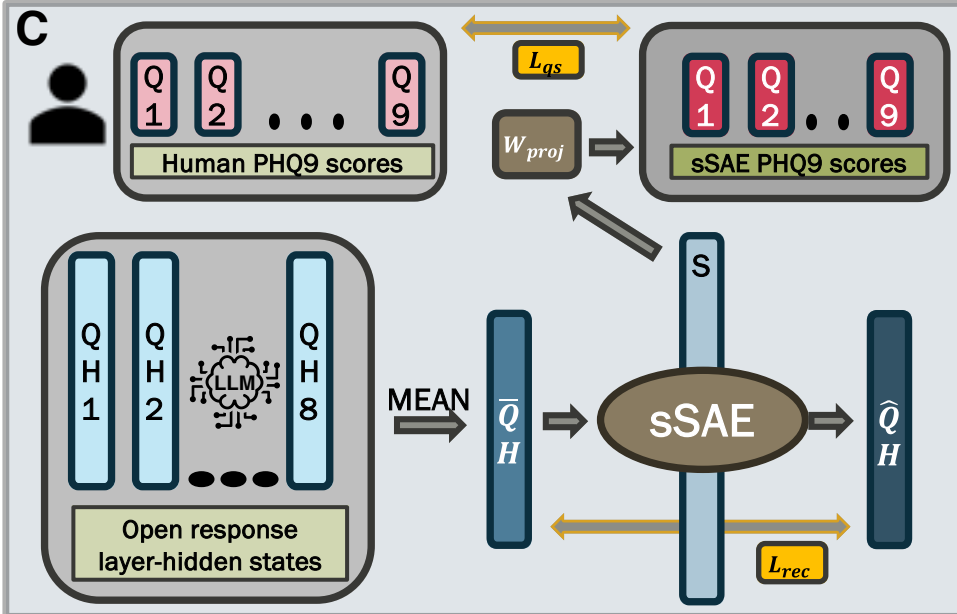 C
Q 1
Q 2
Q 9
Human PHQ9 scores
L_qs
W_proj
Q 1
Q 2
Q 9
sSAE PHQ9 scores
Q H 1
Q H 2
LLM
Q H 8
Open response
layer-hidden states
MEAN
Q̅ H
S
sSAE
Q̂ H
L_rec